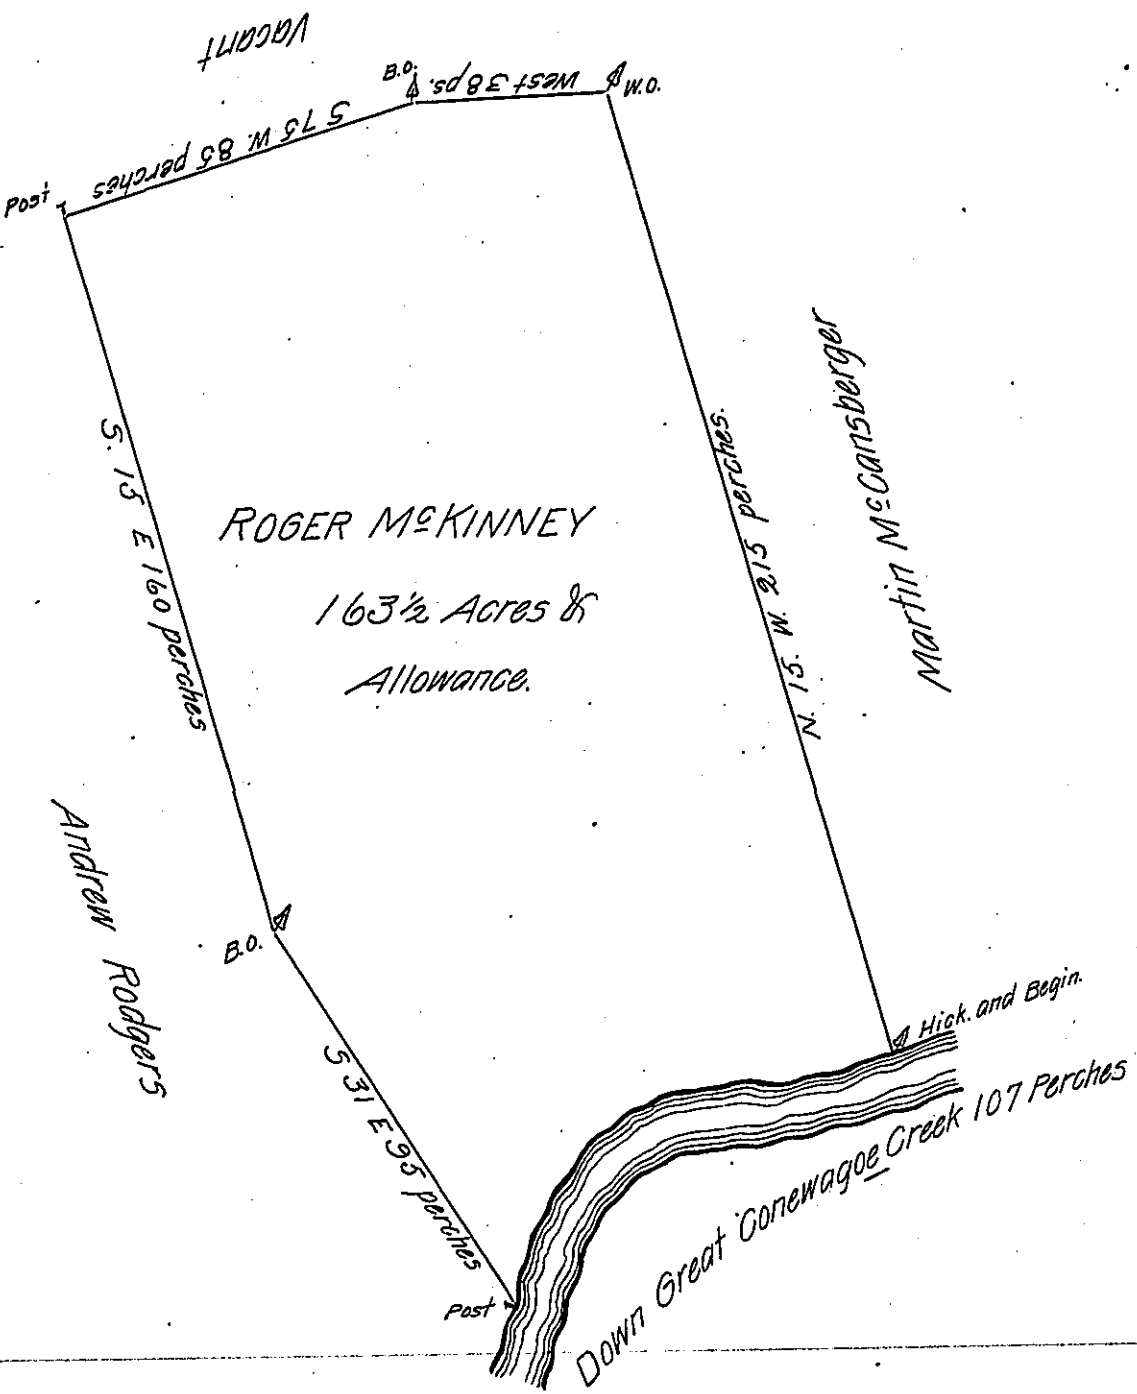 Vacant
B.O.
West 38 ps.
W.O.
S 75 W. 85 perches
Post
S. 15 E 160 perches
N. 15. W. 215 perches.
Martin McCansberger
ROGER McKINNEY
163½ Acres &
Allowance.
Andrew Rodgers
B.O.
S 31 E 95 perches
Hick. and Begin.
Post
Down Great Conewagoe Creek 107 Perches